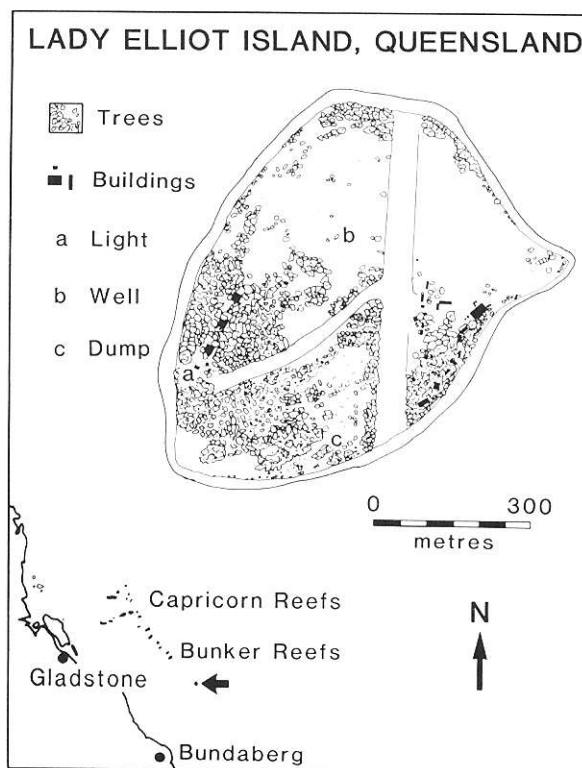 LADY ELLIOT ISLAND, QUEENSLAND
Trees
Buildings
a Light
b Well
c Dump
b
a
c
0 300
metres
Capricorn Reefs
Bunker Reefs
Gladstone
Bundaberg
N